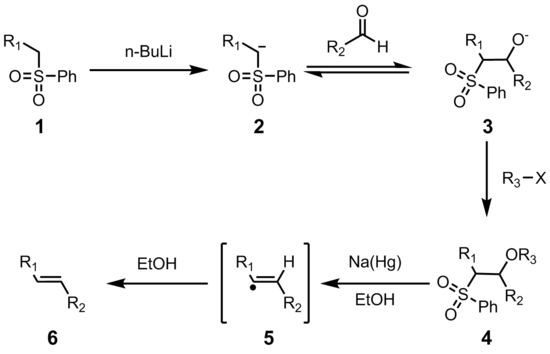 R1
O
O
S
Ph
1
n-BuLi
R1
−
O
O
S
Ph
2
O
R2
H
R1
O-
O
O
S
Ph
R2
3
R3−X
R1
OR3
O
O
S
Ph
R2
4
Na(Hg)
EtOH
R1
H
•
R2
5
EtOH
R1
R2
6